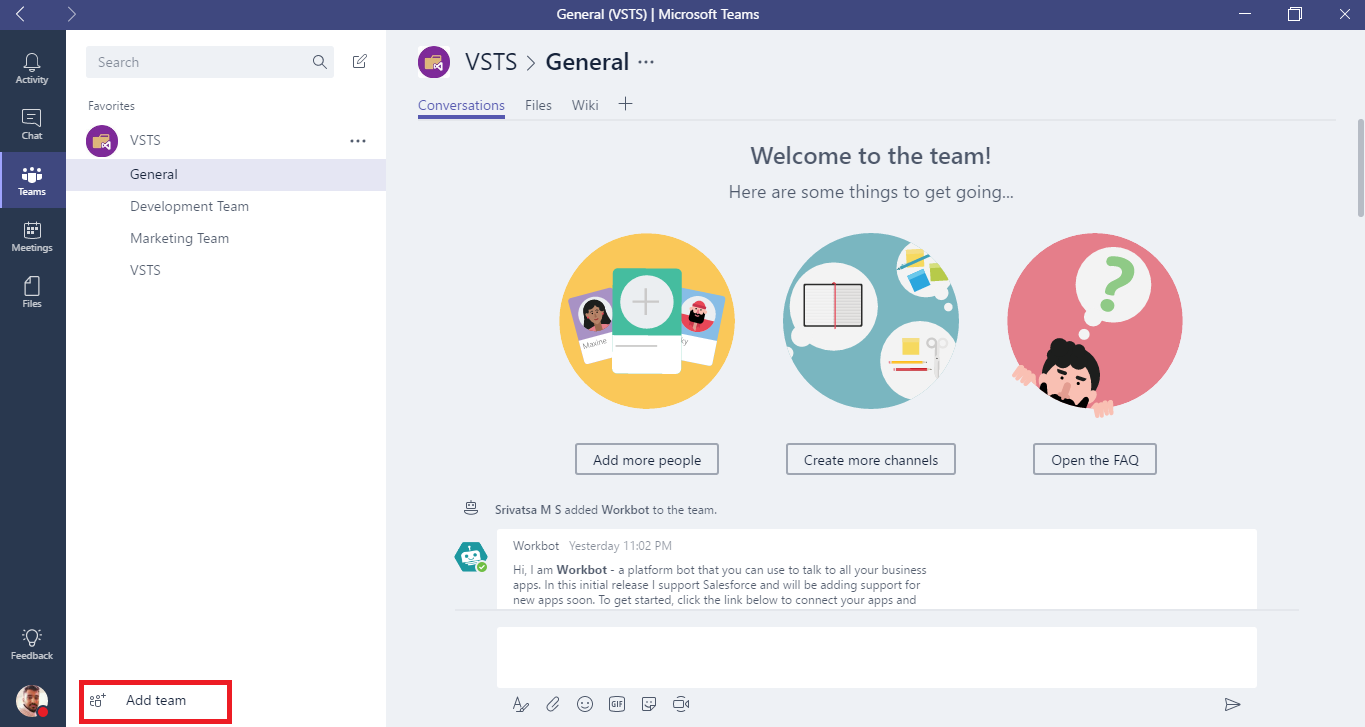 General (VSTS) | Microsoft Teams
Activity
Chat
Teams
Meetings
Files
Feedback
Search
Favorites
VSTS
General
Development Team
Marketing Team
VSTS
Add team
VSTS > General ···
Conversations Files Wiki +
Welcome to the team!
Here are some things to get going...
Maxine
ky
?
Add more people
Create more channels
Open the FAQ
Srivatsa M S added Workbot to the team.
Workbot Yesterday 11:02 PM
Hi, I am Workbot - a platform bot that you can use to talk to all your business
apps. In this initial release I support Salesforce and will be adding support for
new apps soon. To get started, click the link below to connect your apps and
GIF